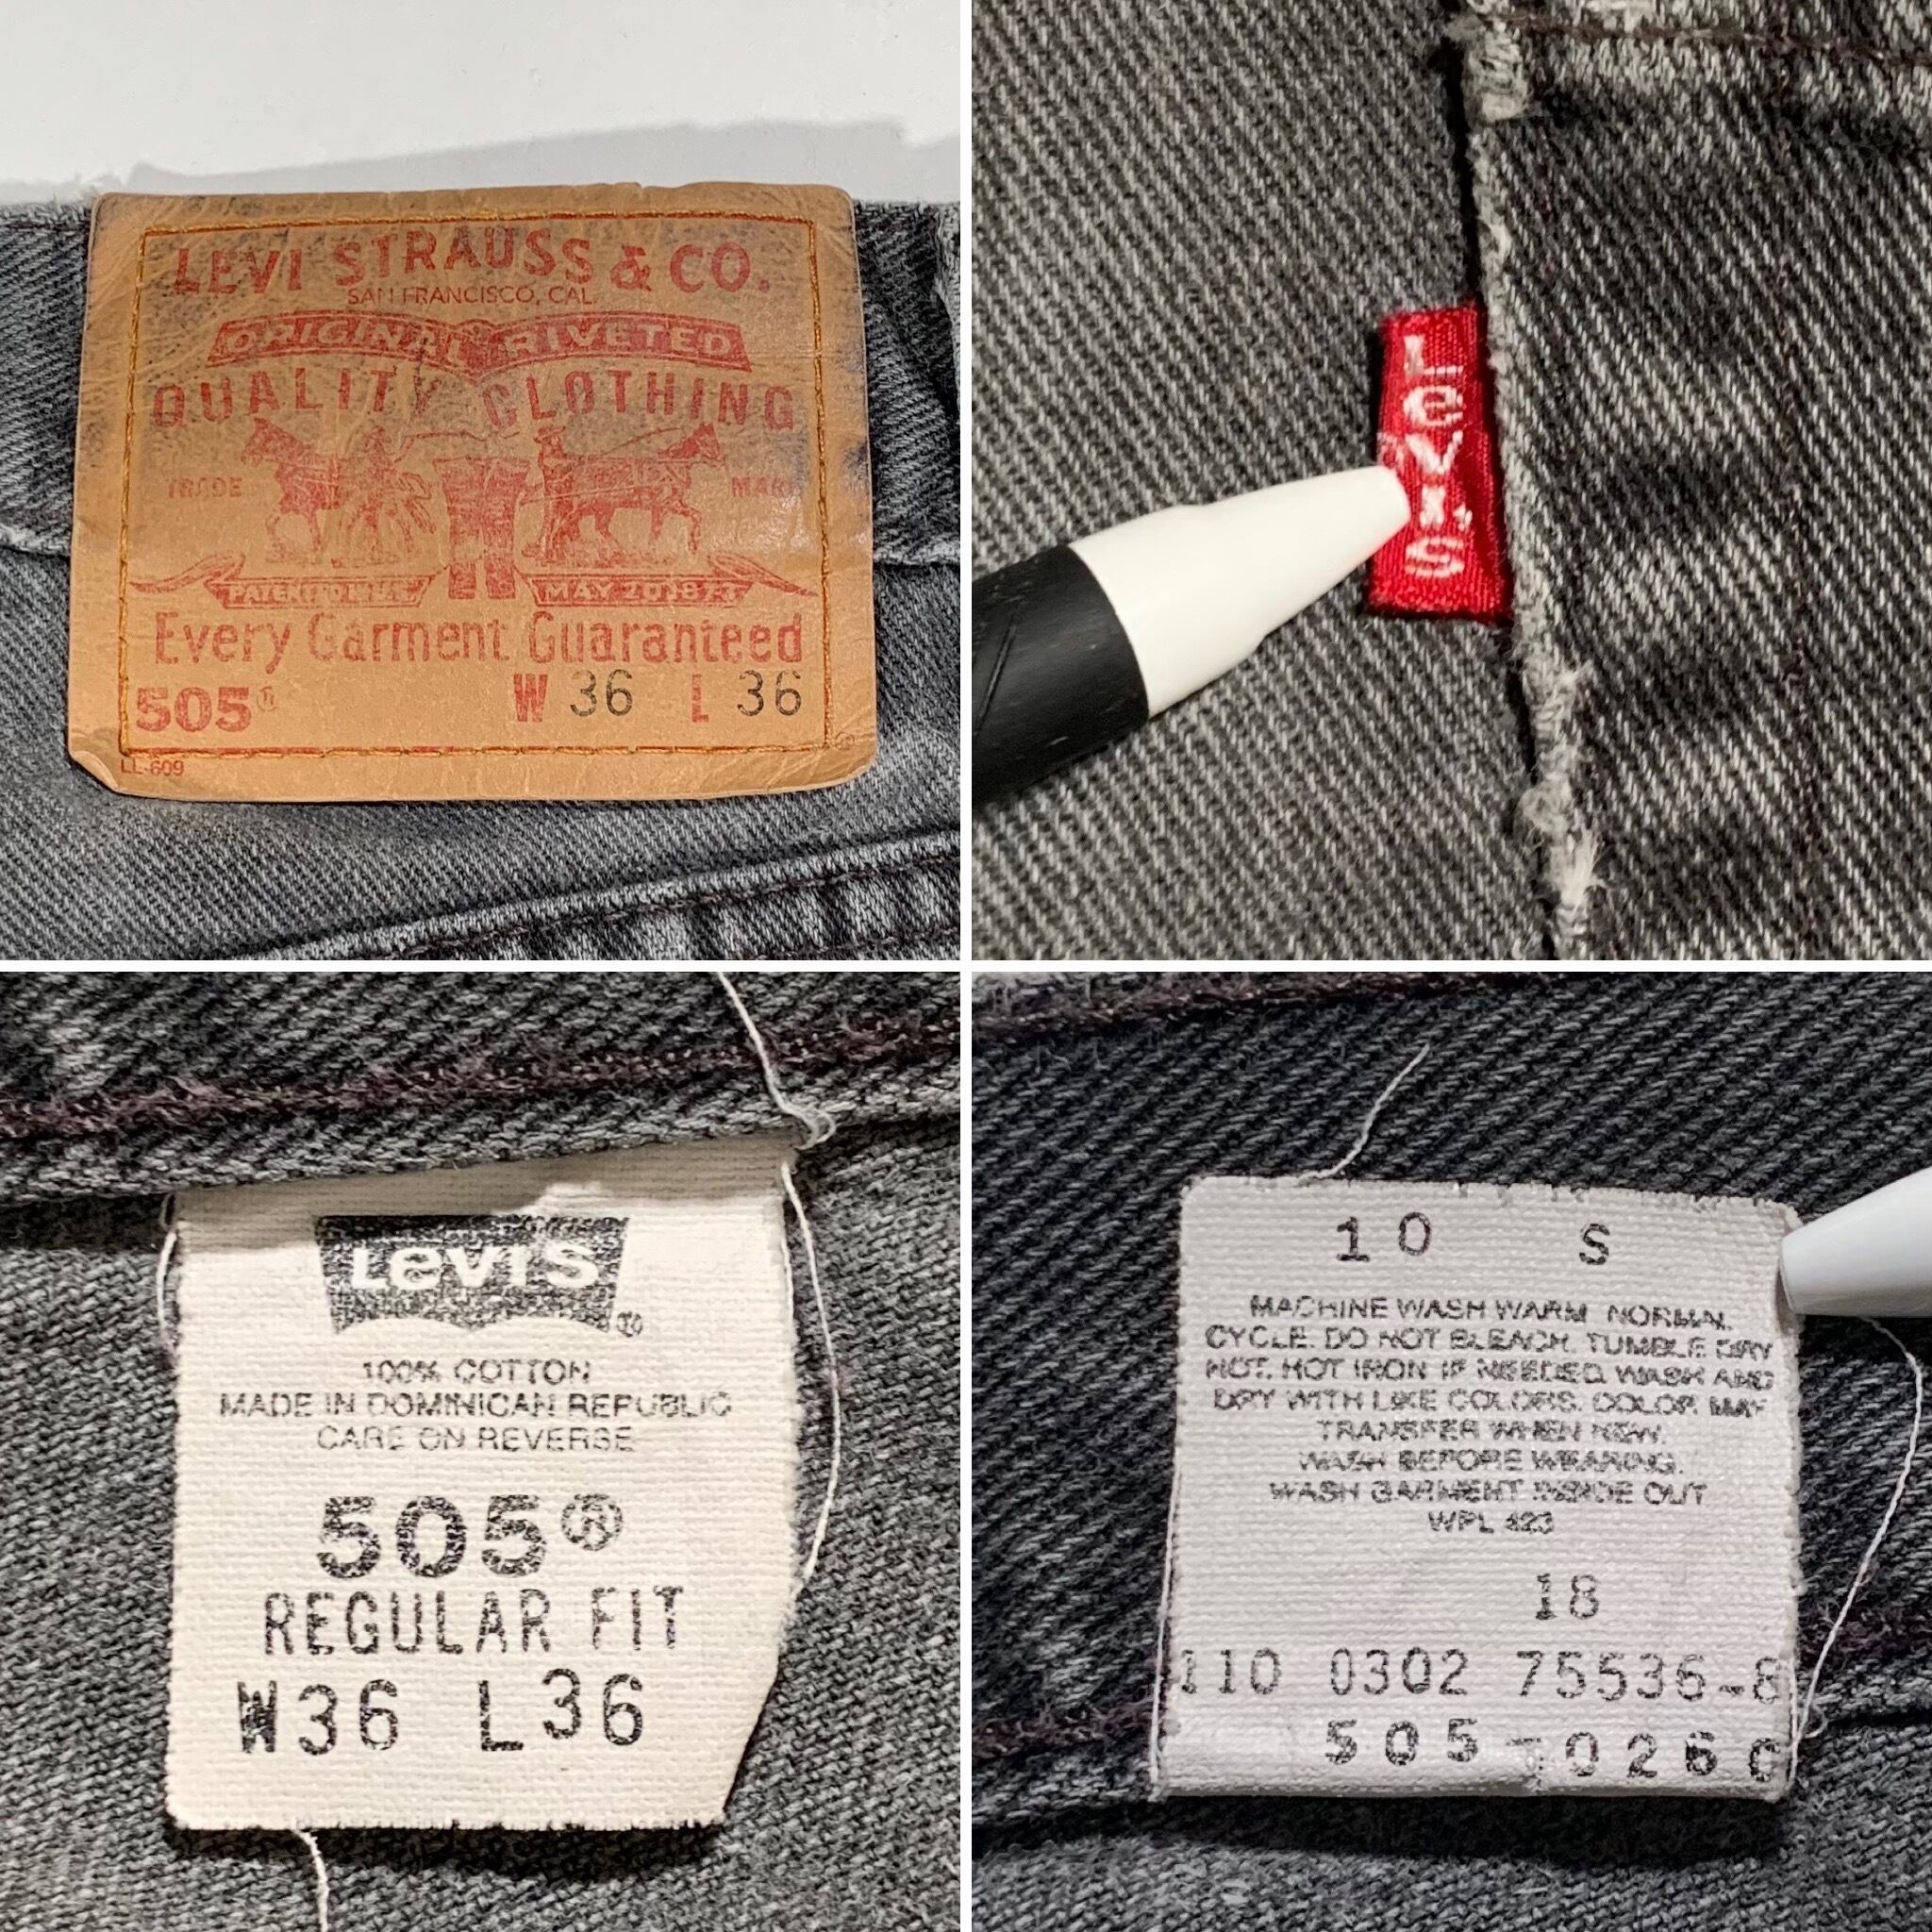 LEVI STRAUSS & CO.
SAN FRANCISCO, CAL.
ORIGINAL RIVETED
QUALITY CLOTHING
TRADE MARK
PATENTED MAY 20 1873
Every Garment Guaranteed
505® W 36 L 36
LL-609
Levi's
Levi's®
100% COTTON
MADE IN DOMINICAN REPUBLIC
CARE ON REVERSE
505®
REGULAR FIT
W36 L36
10 S
MACHINE WASH WARM NORMAL
CYCLE. DO NOT BLEACH. TUMBLE DRY
HOT. HOT IRON IF NEEDED. WASH AND
DRY WITH LIKE COLORS. COLOR MAY
TRANSFER WHEN NEW.
WASH BEFORE WEARING.
WASH GARMENT INSIDE OUT
WPL 423
18
110 0302 75536-8
505-0260